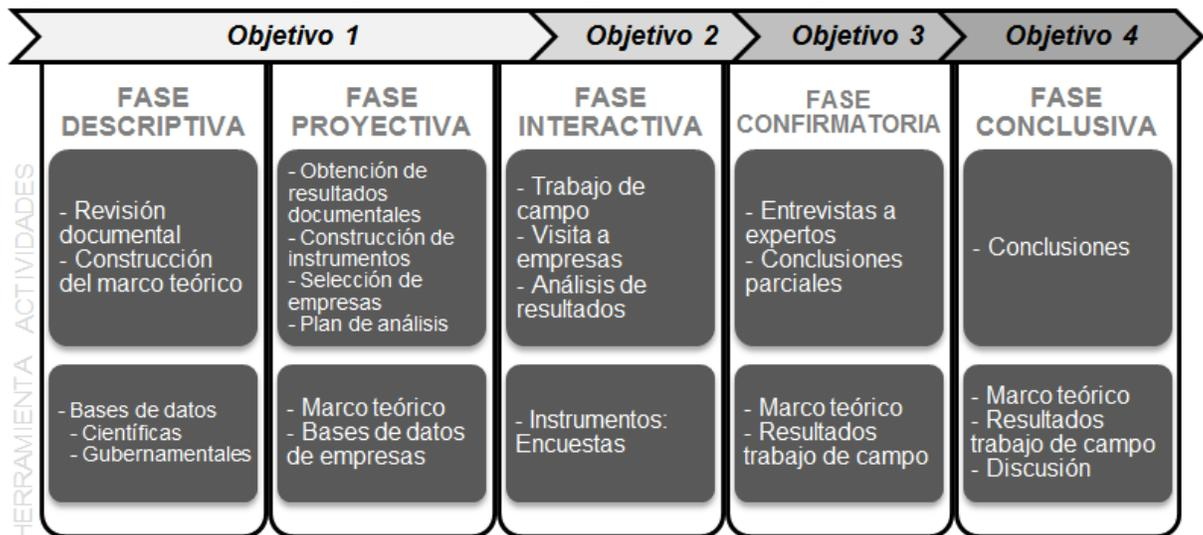 Objetivo 1
Objetivo 2
Objetivo 3
Objetivo 4
FASE
DESCRIPTIVA
FASE
PROYECTIVA
FASE
INTERACTIVA
FASE
CONFIRMATORIA
FASE
CONCLUSIVA
ACTIVIDADES
- Revisión
documental
- Construcción
del marco teórico
- Obtención de
resultados
documentales
- Construcción de
instrumentos
- Selección de
empresas
- Plan de análisis
- Trabajo de
campo
- Visita a
empresas
- Análisis de
resultados
- Entrevistas a
expertos
- Conclusiones
parciales
- Conclusiones
HERRAMIENTA
- Bases de datos
- Científicas
- Gubernamentales
- Marco teórico
- Bases de datos
de empresas
- Instrumentos:
Encuestas
- Marco teórico
- Resultados
trabajo de campo
- Marco teórico
- Resultados
trabajo de campo
- Discusión